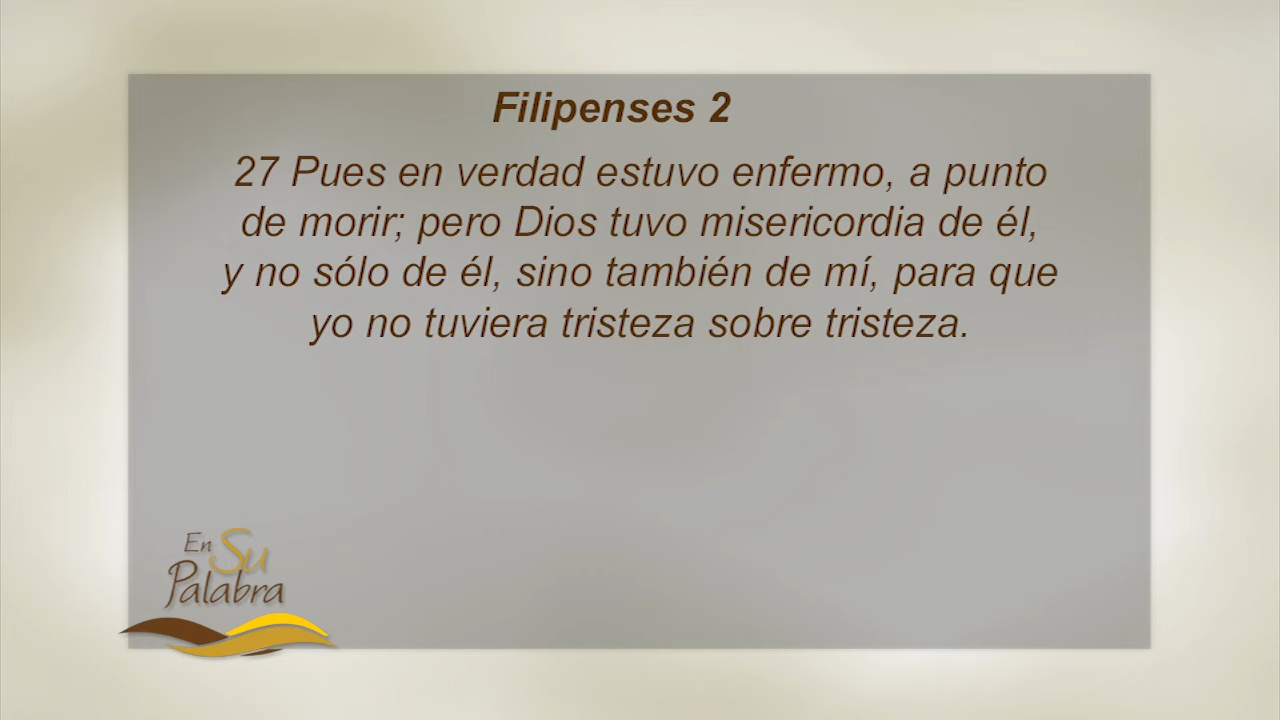 Filipenses 2
27 Pues en verdad estuvo enfermo, a punto
de morir; pero Dios tuvo misericordia de él,
y no sólo de él, sino también de mí, para que
yo no tuviera tristeza sobre tristeza.
En Su
Palabra